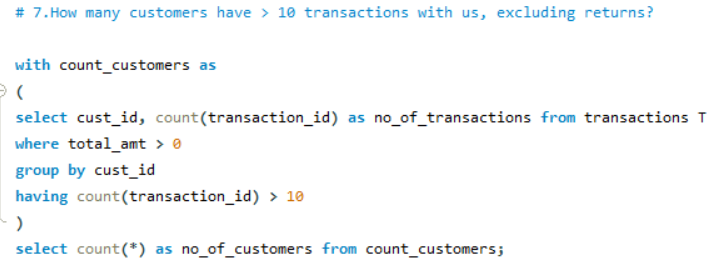 # 7.How many customers have > 10 transactions with us, excluding returns?
with count_customers as
(
select cust_id, count(transaction_id) as no_of_transactions from transactions T
where total_amt > 0
group by cust_id
having count(transaction_id) > 10
)
select count(*) as no_of_customers from count_customers;